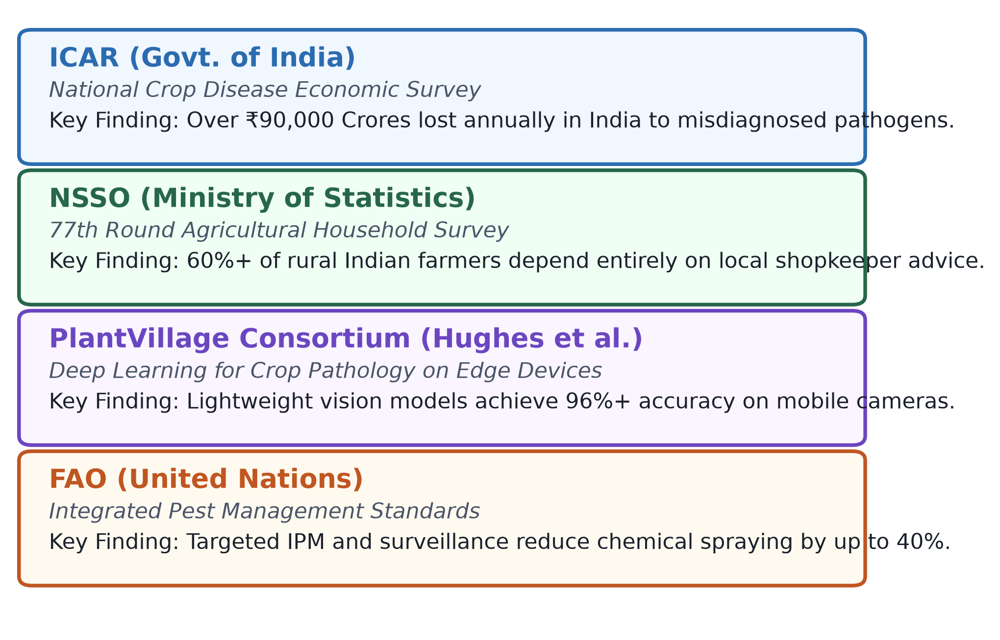 ICAR (Govt. of India)
National Crop Disease Economic Survey
Key Finding: Over ₹90,000 Crores lost annually in India to misdiagnosed pathogens.
NSSO (Ministry of Statistics)
77th Round Agricultural Household Survey
Key Finding: 60%+ of rural Indian farmers depend entirely on local shopkeeper advice.
PlantVillage Consortium (Hughes et al.)
Deep Learning for Crop Pathology on Edge Devices
Key Finding: Lightweight vision models achieve 96%+ accuracy on mobile cameras.
FAO (United Nations)
Integrated Pest Management Standards
Key Finding: Targeted IPM and surveillance reduce chemical spraying by up to 40%.